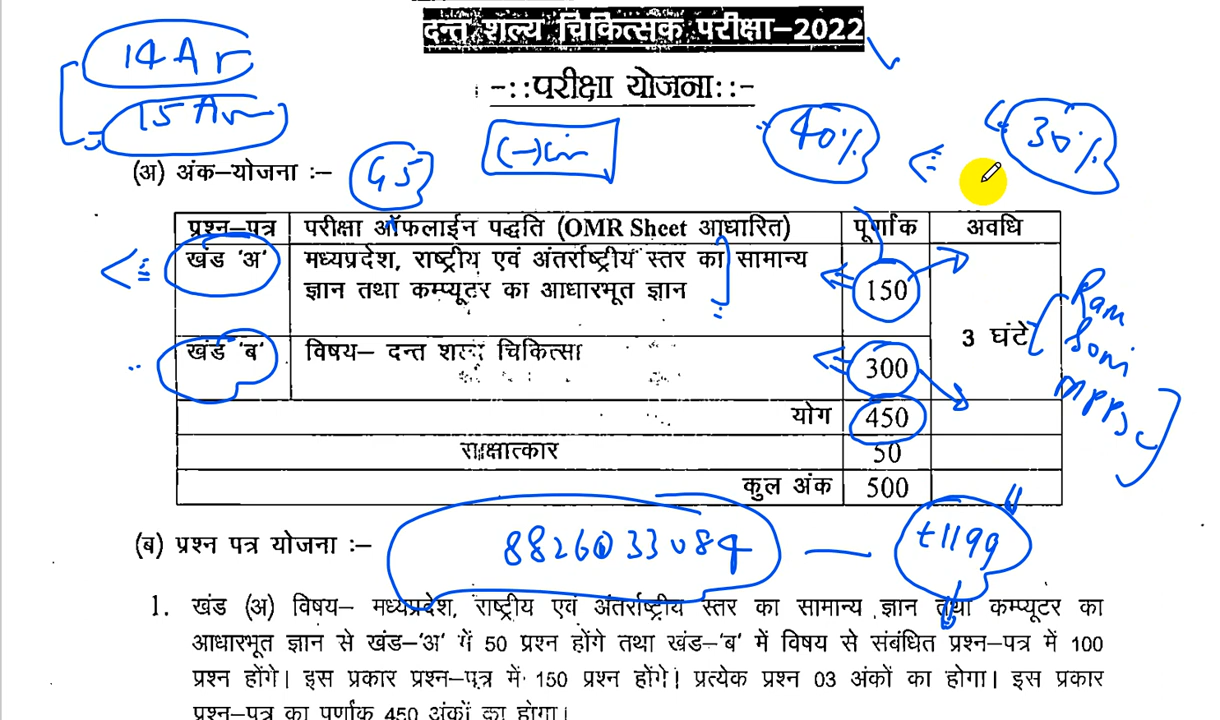 दन्त शल्य चिकित्सक परीक्षा–2022
14 Ar
-::परीक्षा योजना::-
15 Ar
(-)in
40%
30%
(अ) अंक–योजना :–
प्रश्न–पत्र परीक्षा ऑफलाईन पद्धति (OMR Sheet आधारित) पूर्णांक अवधि
खंड 'अ' मध्यप्रदेश, राष्ट्रीय एवं अंतर्राष्ट्रीय स्तर का सामान्य ज्ञान तथा कम्प्यूटर का आधारभूत ज्ञान 150 3 घंटे
Ram
Soni
MPPSC
खंड 'ब' विषय– दन्त शल्य चिकित्सा 300
योग 450
साक्षात्कार 50
कुल अंक 500
(ब) प्रश्न पत्र योजना :–
₹1199
1. खंड (अ) विषय– मध्यप्रदेश, राष्ट्रीय एवं अंतर्राष्ट्रीय स्तर का सामान्य ज्ञान तथा कम्प्यूटर का
आधारभूत ज्ञान से खंड–'अ' में 50 प्रश्न होंगे तथा खंड–'ब' में विषय से संबंधित प्रश्न–पत्र में 100
प्रश्न होंगे। इस प्रकार प्रश्न–पत्र में 150 प्रश्न होंगे। प्रत्येक प्रश्न 03 अंकों का होगा। इस प्रकार
प्रश्न–पत्र का पूर्णांक 450 अंकों का होगा।